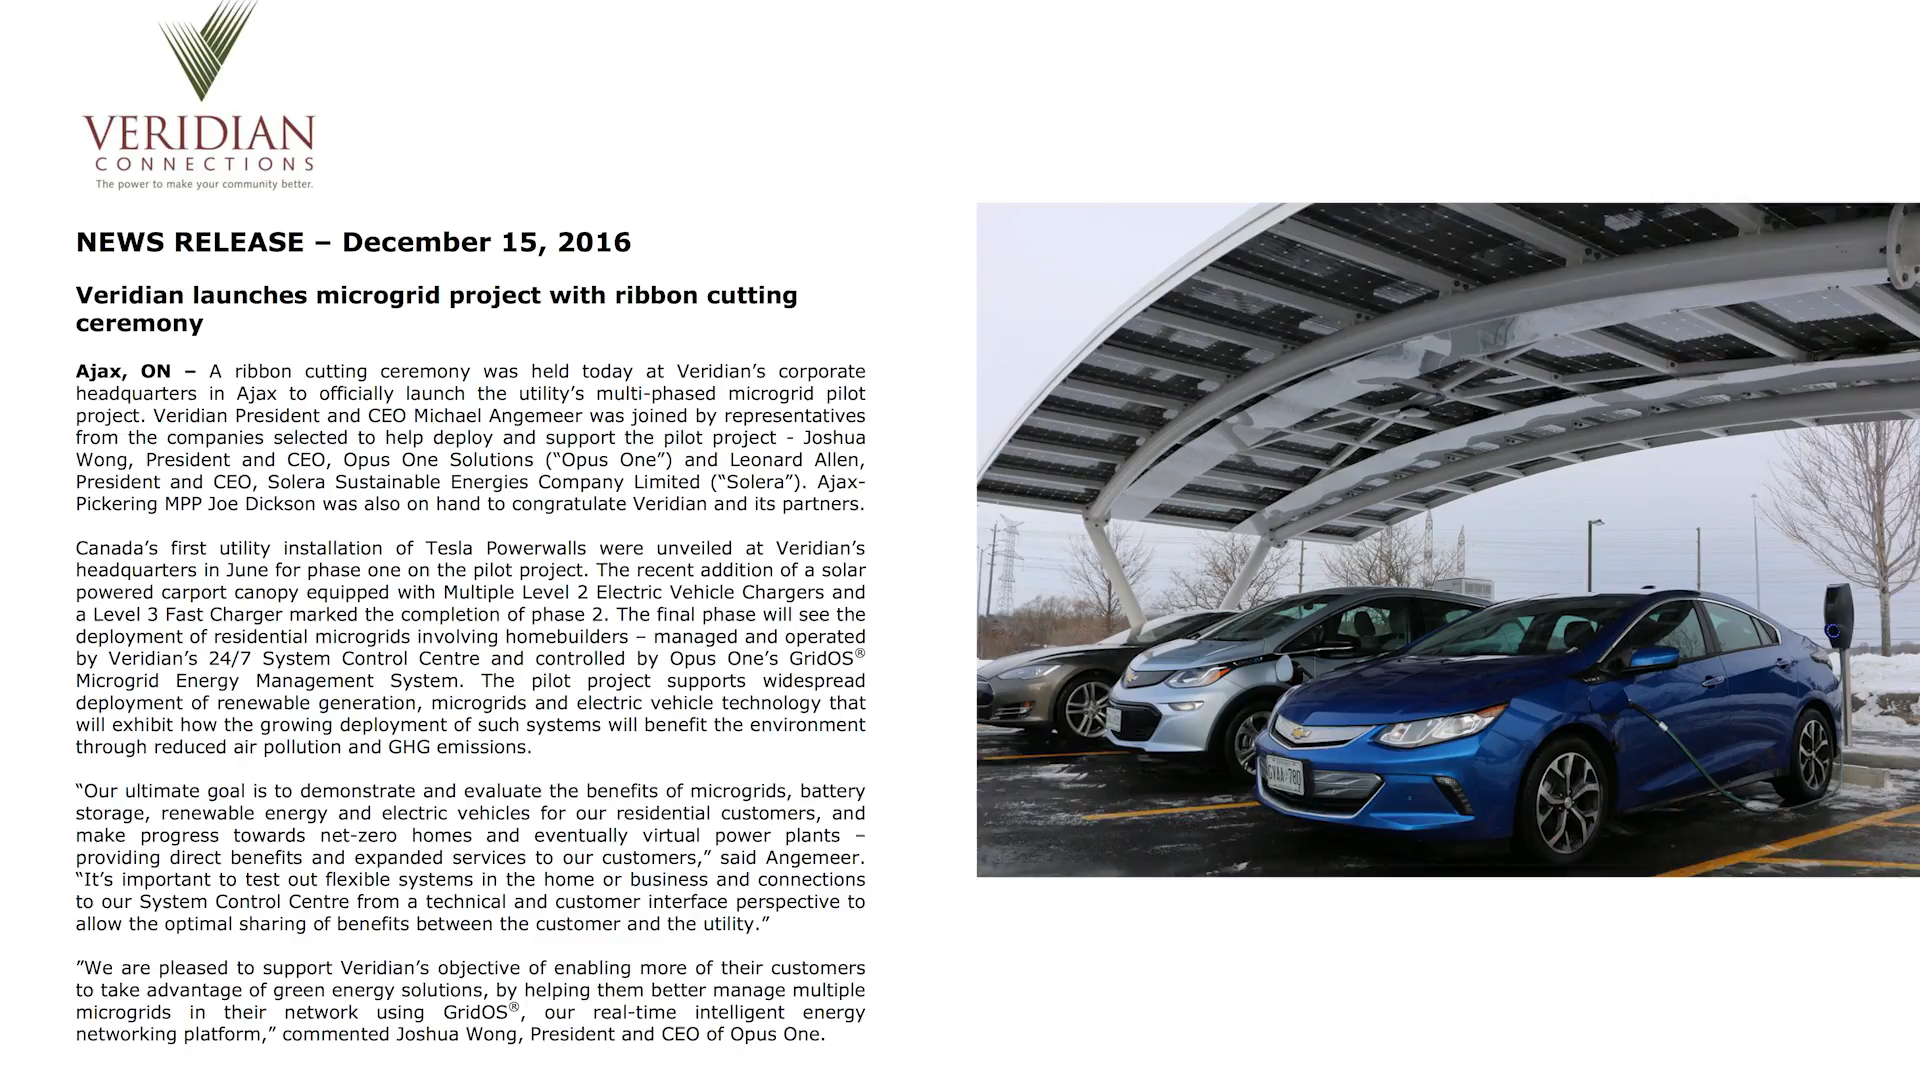 VERIDIAN
CONNECTIONS
The power to make your community better.
NEWS RELEASE – December 15, 2016
Veridian launches microgrid project with ribbon cutting
ceremony
Ajax, ON – A ribbon cutting ceremony was held today at Veridian’s corporate
headquarters in Ajax to officially launch the utility’s multi-phased microgrid pilot
project. Veridian President and CEO Michael Angemeer was joined by representatives
from the companies selected to help deploy and support the pilot project - Joshua
Wong, President and CEO, Opus One Solutions (“Opus One”) and Leonard Allen,
President and CEO, Solera Sustainable Energies Company Limited (“Solera”). Ajax-
Pickering MPP Joe Dickson was also on hand to congratulate Veridian and its partners.
Canada’s first utility installation of Tesla Powerwalls were unveiled at Veridian’s
headquarters in June for phase one on the pilot project. The recent addition of a solar
powered carport canopy equipped with Multiple Level 2 Electric Vehicle Chargers and
a Level 3 Fast Charger marked the completion of phase 2. The final phase will see the
deployment of residential microgrids involving homebuilders – managed and operated
by Veridian’s 24/7 System Control Centre and controlled by Opus One’s GridOS®
Microgrid Energy Management System. The pilot project supports widespread
deployment of renewable generation, microgrids and electric vehicle technology that
will exhibit how the growing deployment of such systems will benefit the environment
through reduced air pollution and GHG emissions.
“Our ultimate goal is to demonstrate and evaluate the benefits of microgrids, battery
storage, renewable energy and electric vehicles for our residential customers, and
make progress towards net-zero homes and eventually virtual power plants –
providing direct benefits and expanded services to our customers,” said Angemeer.
“It’s important to test out flexible systems in the home or business and connections
to our System Control Centre from a technical and customer interface perspective to
allow the optimal sharing of benefits between the customer and the utility.”
”We are pleased to support Veridian’s objective of enabling more of their customers
to take advantage of green energy solutions, by helping them better manage multiple
microgrids in their network using GridOS®, our real-time intelligent energy
networking platform,” commented Joshua Wong, President and CEO of Opus One.
GVAA·780